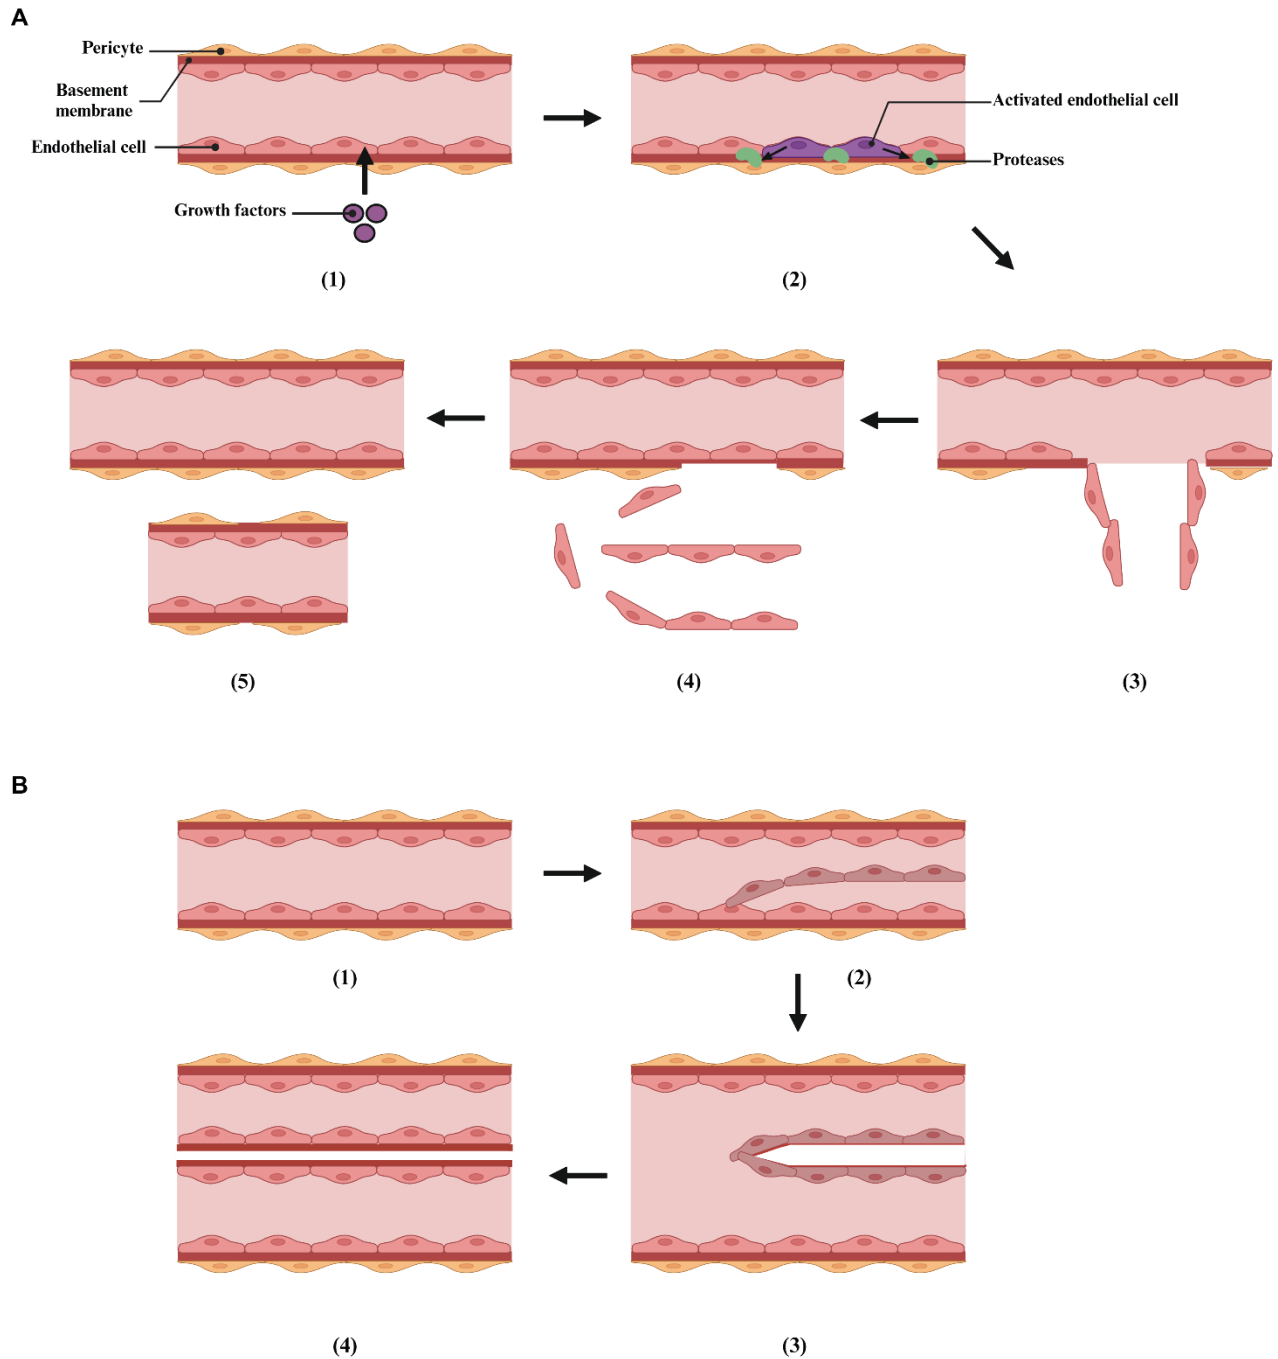 A
Pericyte
Basement
membrane
Endothelial cell
Growth factors
(1)
Activated endothelial cell
Proteases
(2)
(5)
(4)
(3)
B
(1)
(2)
(4)
(3)